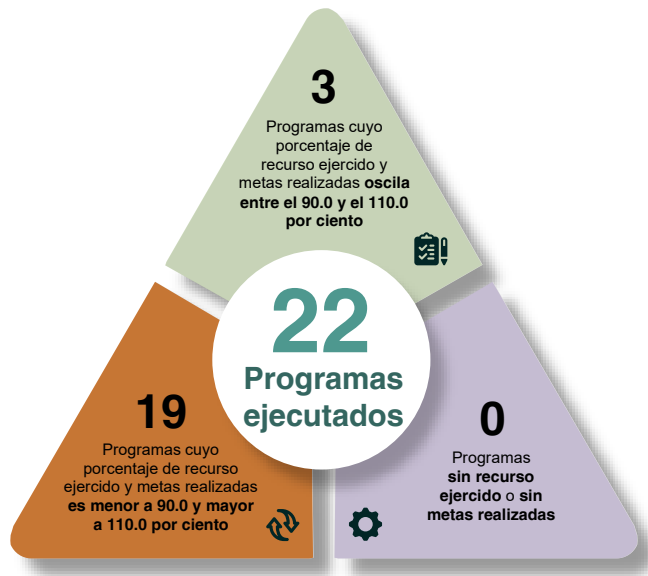 3
Programas cuyo
porcentaje de
recurso ejercido y
metas realizadas oscila
entre el 90.0 y el 110.0
por ciento
22
Programas
ejecutados
19
Programas cuyo
porcentaje de recurso
ejercido y metas realizadas
es menor a 90.0 y mayor
a 110.0 por ciento
0
Programas
sin recurso
ejercido o sin
metas realizadas